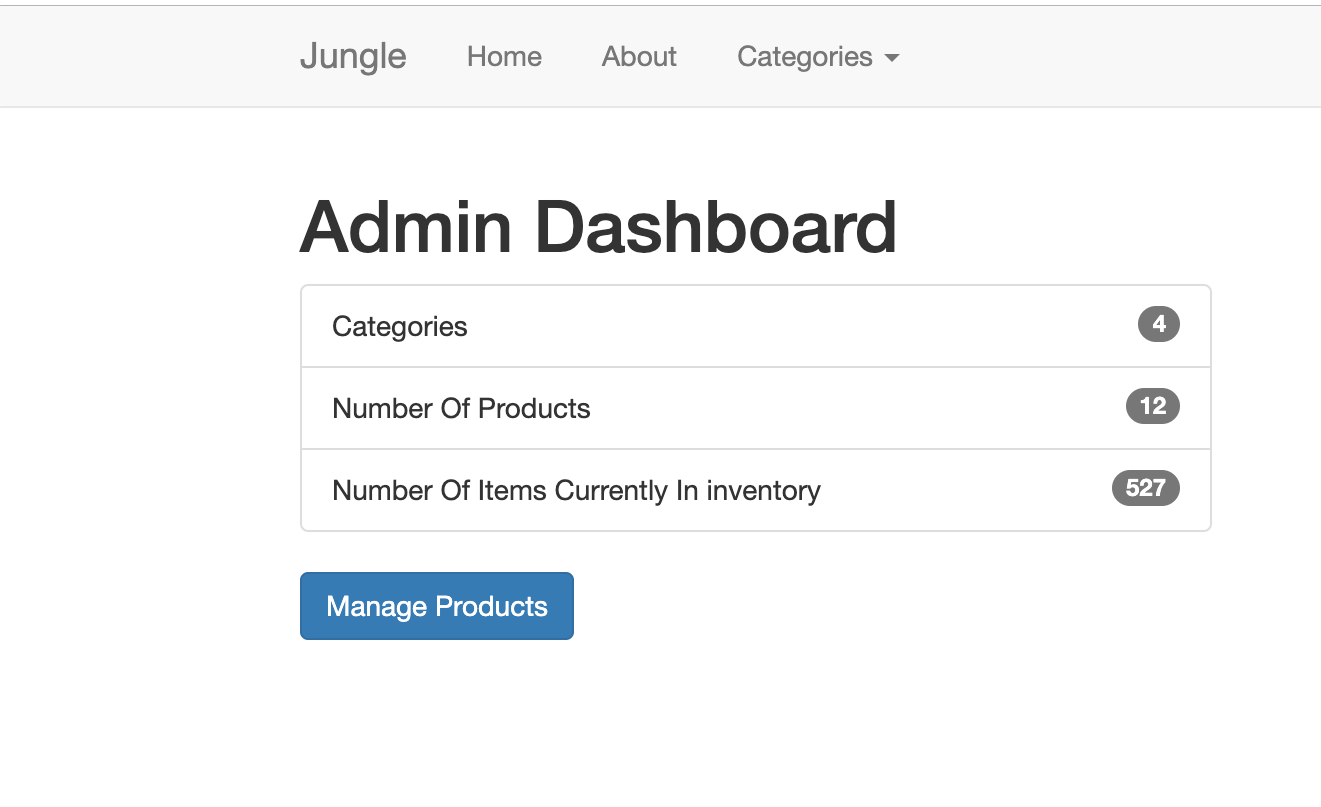 Jungle Home About Categories
Admin Dashboard
Categories 4
Number Of Products 12
Number Of Items Currently In inventory 527
Manage Products